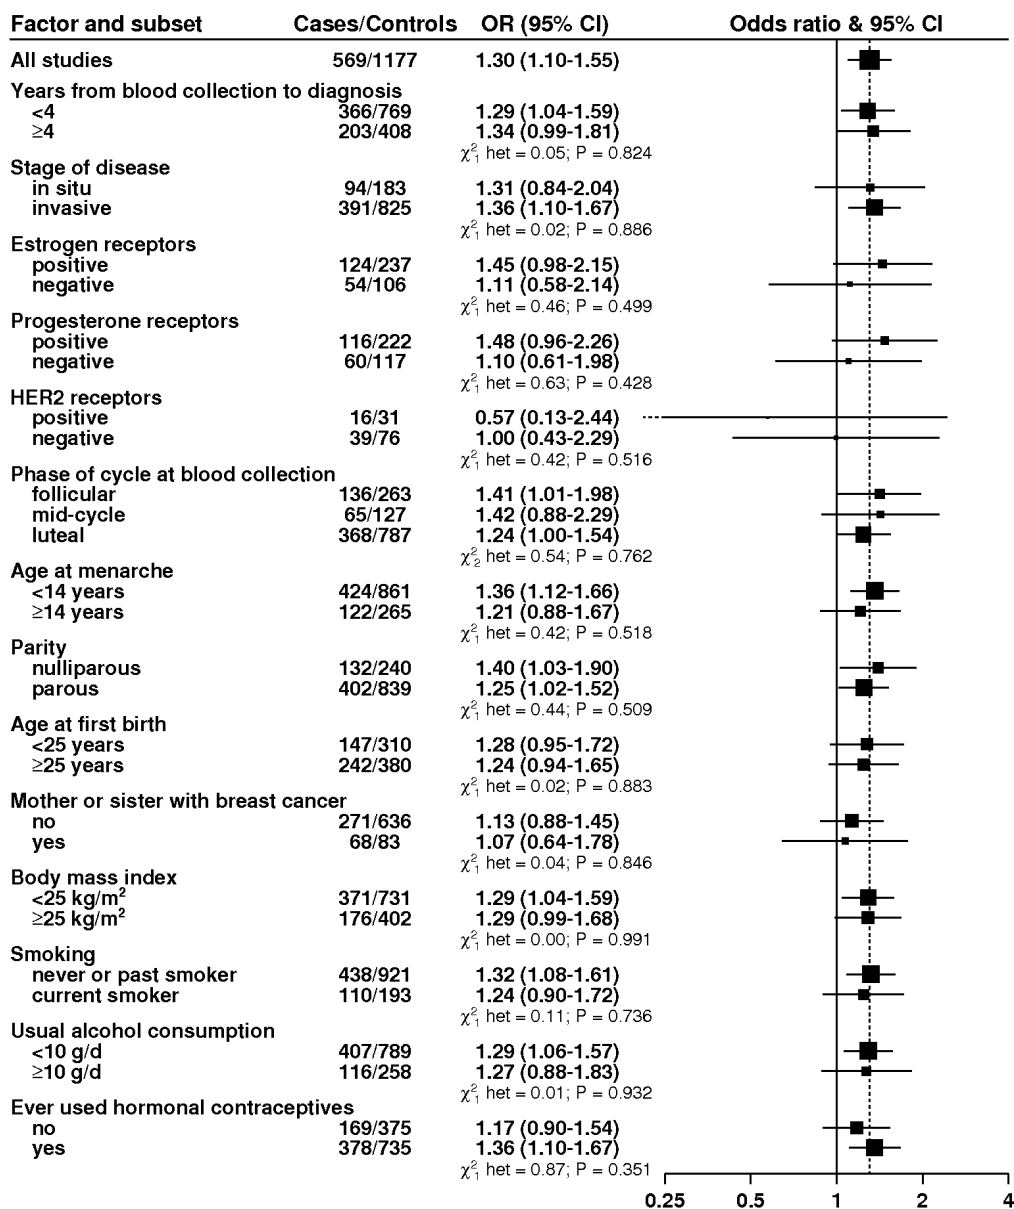 Factor and subset Cases/Controls OR (95% CI) Odds ratio & 95% CI
All studies 569/1177 1.30 (1.10-1.55)
Years from blood collection to diagnosis
<4 366/769 1.29 (1.04-1.59)
≥4 203/408 1.34 (0.99-1.81)
χ²₁ het = 0.05; P = 0.824
Stage of disease
in situ 94/183 1.31 (0.84-2.04)
invasive 391/825 1.36 (1.10-1.67)
χ²₁ het = 0.02; P = 0.886
Estrogen receptors
positive 124/237 1.45 (0.98-2.15)
negative 54/106 1.11 (0.58-2.14)
χ²₁ het = 0.46; P = 0.499
Progesterone receptors
positive 116/222 1.48 (0.96-2.26)
negative 60/117 1.10 (0.61-1.98)
χ²₁ het = 0.63; P = 0.428
HER2 receptors
positive 16/31 0.57 (0.13-2.44)
negative 39/76 1.00 (0.43-2.29)
χ²₁ het = 0.42; P = 0.516
Phase of cycle at blood collection
follicular 136/263 1.41 (1.01-1.98)
mid-cycle 65/127 1.42 (0.88-2.29)
luteal 368/787 1.24 (1.00-1.54)
χ²₂ het = 0.54; P = 0.762
Age at menarche
<14 years 424/861 1.36 (1.12-1.66)
≥14 years 122/265 1.21 (0.88-1.67)
χ²₁ het = 0.42; P = 0.518
Parity
nulliparous 132/240 1.40 (1.03-1.90)
parous 402/839 1.25 (1.02-1.52)
χ²₁ het = 0.44; P = 0.509
Age at first birth
<25 years 147/310 1.28 (0.95-1.72)
≥25 years 242/380 1.24 (0.94-1.65)
χ²₁ het = 0.02; P = 0.883
Mother or sister with breast cancer
no 271/636 1.13 (0.88-1.45)
yes 68/83 1.07 (0.64-1.78)
χ²₁ het = 0.04; P = 0.846
Body mass index
<25 kg/m² 371/731 1.29 (1.04-1.59)
≥25 kg/m² 176/402 1.29 (0.99-1.68)
χ²₁ het = 0.00; P = 0.991
Smoking
never or past smoker 438/921 1.32 (1.08-1.61)
current smoker 110/193 1.24 (0.90-1.72)
χ²₁ het = 0.11; P = 0.736
Usual alcohol consumption
<10 g/d 407/789 1.29 (1.06-1.57)
≥10 g/d 116/258 1.27 (0.88-1.83)
χ²₁ het = 0.01; P = 0.932
Ever used hormonal contraceptives
no 169/375 1.17 (0.90-1.54)
yes 378/735 1.36 (1.10-1.67)
χ²₁ het = 0.87; P = 0.351
0.25 0.5 1 2 4